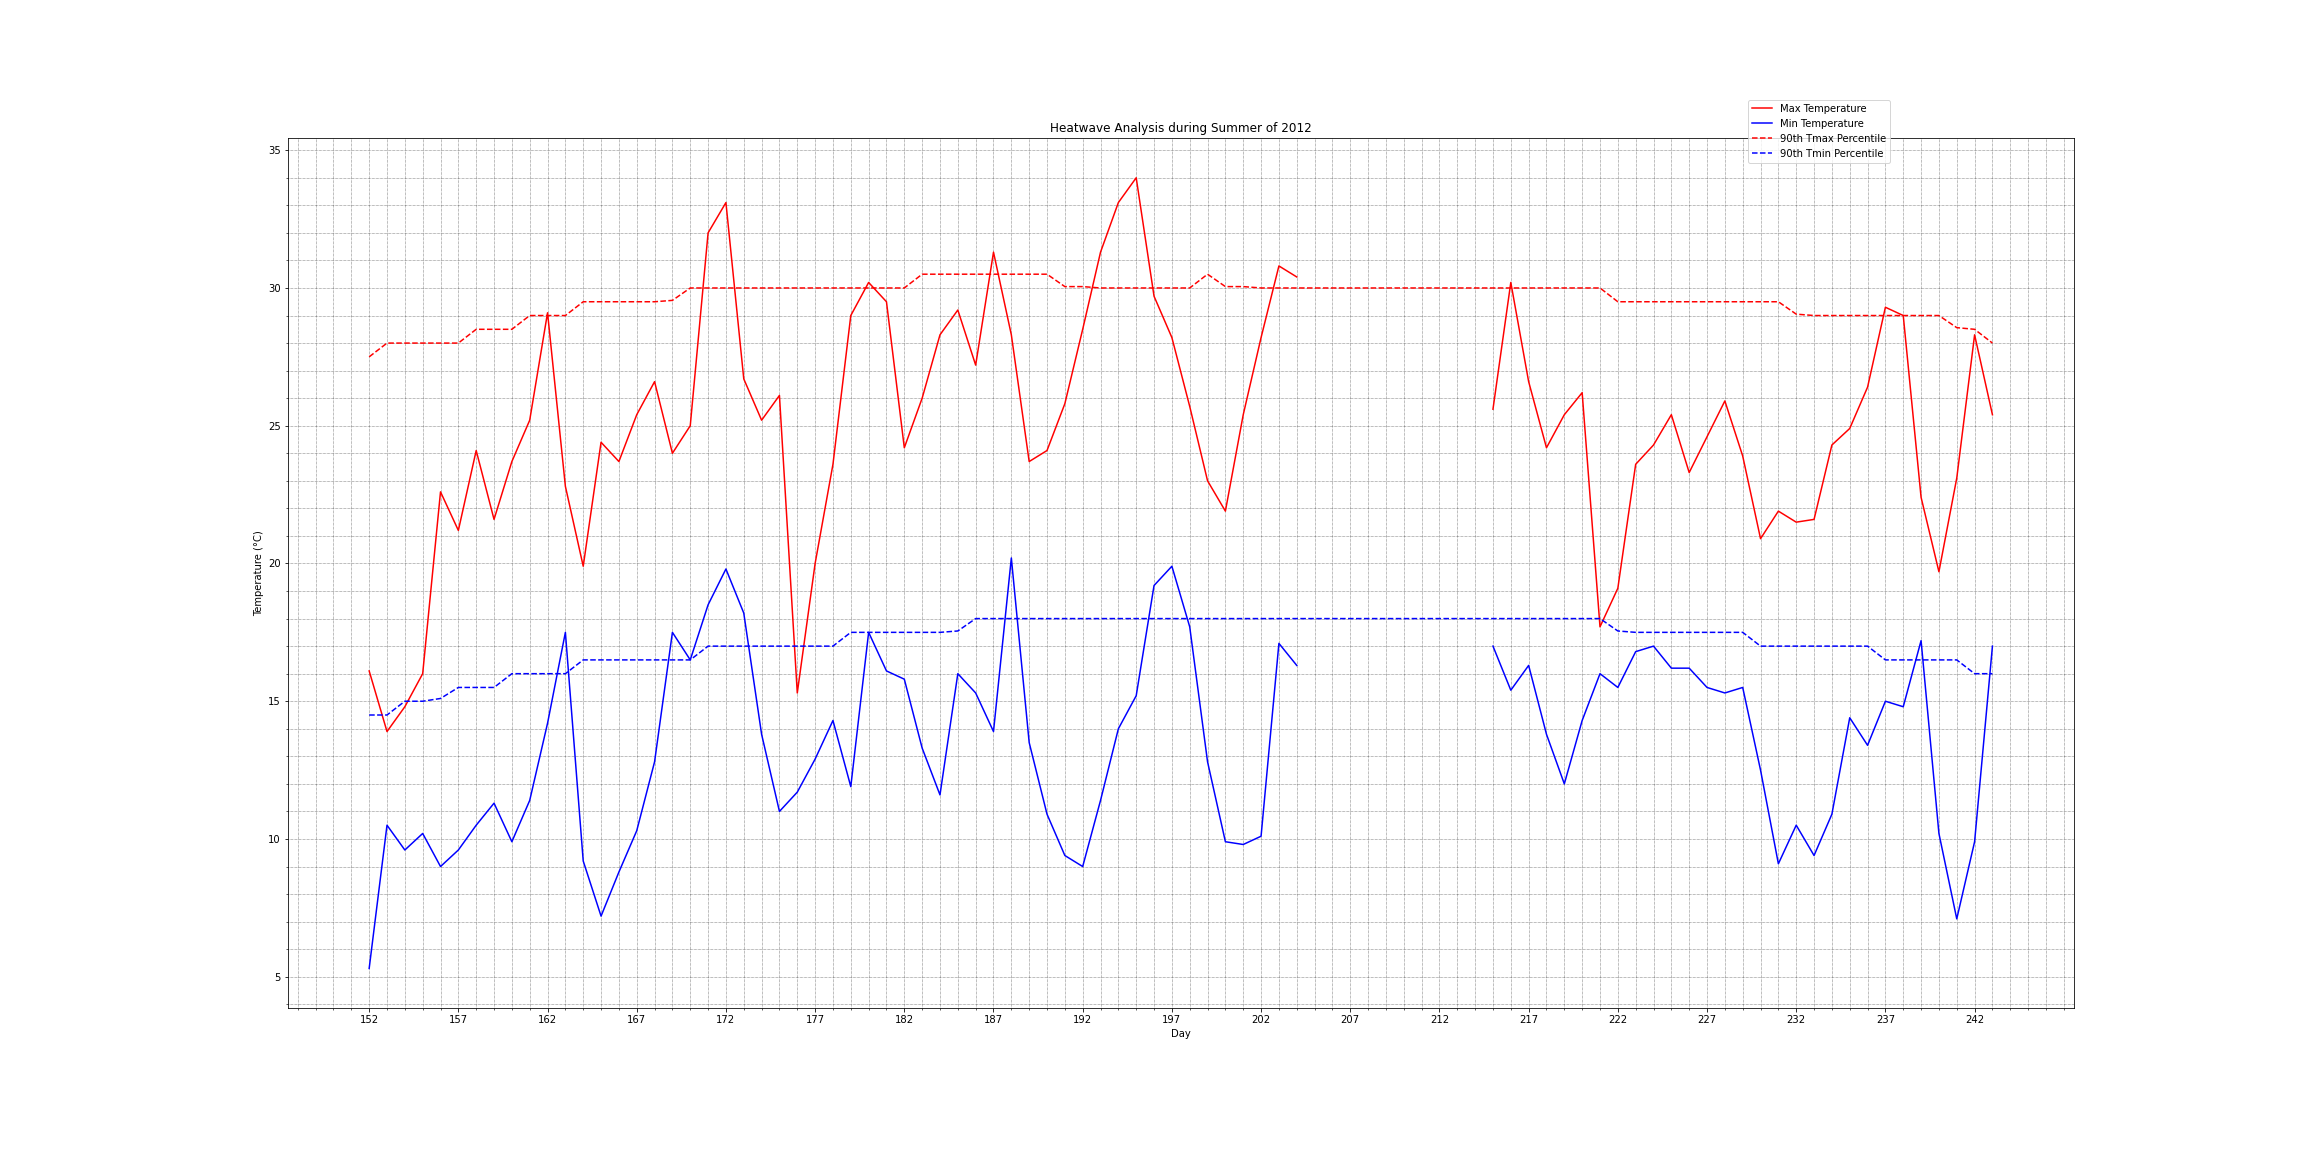 Heatwave Analysis during Summer of 2012
Max Temperature
Min Temperature
90th Tmax Percentile
90th Tmin Percentile
Temperature (°C)
35
30
25
20
15
10
5
152 157 162 167 172 177 182 187 192 197 202 207 212 217 222 227 232 237 242
Day